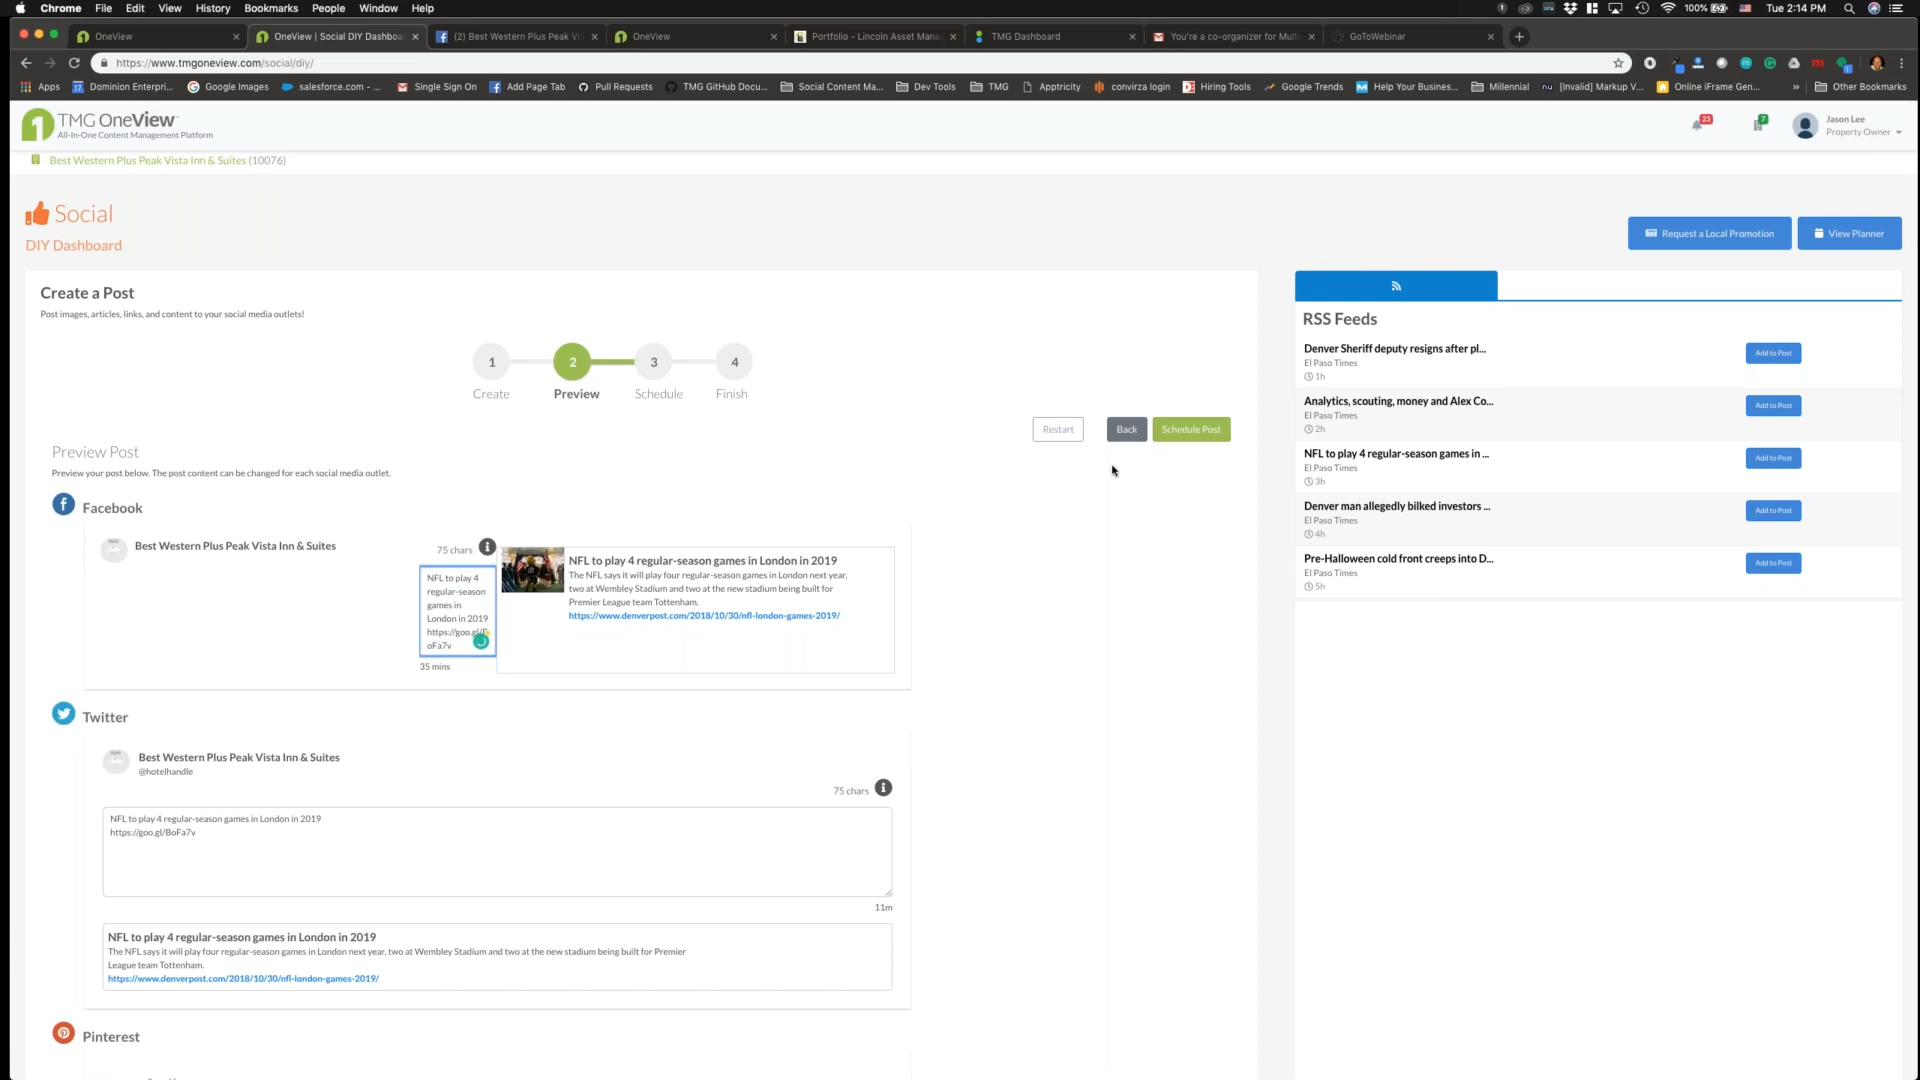 Chrome File Edit View History Bookmarks People Window Help
100% Tue 2:14 PM
OneView
OneView | Social DIY Dashboa
(2) Best Western Plus Peak Vis
OneView
Portfolio - Lincoln Asset Mana
TMG Dashboard
You're a co-organizer for Multi
GoToWebinar
https://www.tmgoneview.com/social/diy/
Apps Dominion Enterpri... Google Images salesforce.com - ... Single Sign On Add Page Tab Pull Requests TMG GitHub Docu... Social Content Ma... Dev Tools TMG Apptricity convirza login Hiring Tools Google Trends Help Your Busines... Millennial [Invalid] Markup V... Online iFrame Gen... » Other Bookmarks
TMG OneView
All-In-One Content Management Platform
23
7
Jason Lee
Property Owner
Best Western Plus Peak Vista Inn & Suites (10076)
Social
DIY Dashboard
Request a Local Promotion
View Planner
Create a Post
Post images, articles, links, and content to your social media outlets!
1 2 3 4
Create Preview Schedule Finish
Restart Back Schedule Post
Preview Post
Preview your post below. The post content can be changed for each social media outlet.
Facebook
Best Western Plus Peak Vista Inn & Suites
75 chars
NFL to play 4
regular-season
games in
London in 2019
https://goo.gl/B
oFa7v
35 mins
NFL to play 4 regular-season games in London in 2019
The NFL says it will play four regular-season games in London next year,
two at Wembley Stadium and two at the new stadium being built for
Premier League team Tottenham.
https://www.denverpost.com/2018/10/30/nfl-london-games-2019/
Twitter
Best Western Plus Peak Vista Inn & Suites
@hotelhandle
75 chars
NFL to play 4 regular-season games in London in 2019
https://goo.gl/BoFa7v
11m
NFL to play 4 regular-season games in London in 2019
The NFL says it will play four regular-season games in London next year, two at Wembley Stadium and two at the new stadium being built for Premier
League team Tottenham.
https://www.denverpost.com/2018/10/30/nfl-london-games-2019/
Pinterest
RSS Feeds
Denver Sheriff deputy resigns after pl...
El Paso Times
1h
Add to Post
Analytics, scouting, money and Alex Co...
El Paso Times
2h
Add to Post
NFL to play 4 regular-season games in ...
El Paso Times
3h
Add to Post
Denver man allegedly bilked investors ...
El Paso Times
4h
Add to Post
Pre-Halloween cold front creeps into D...
El Paso Times
5h
Add to Post